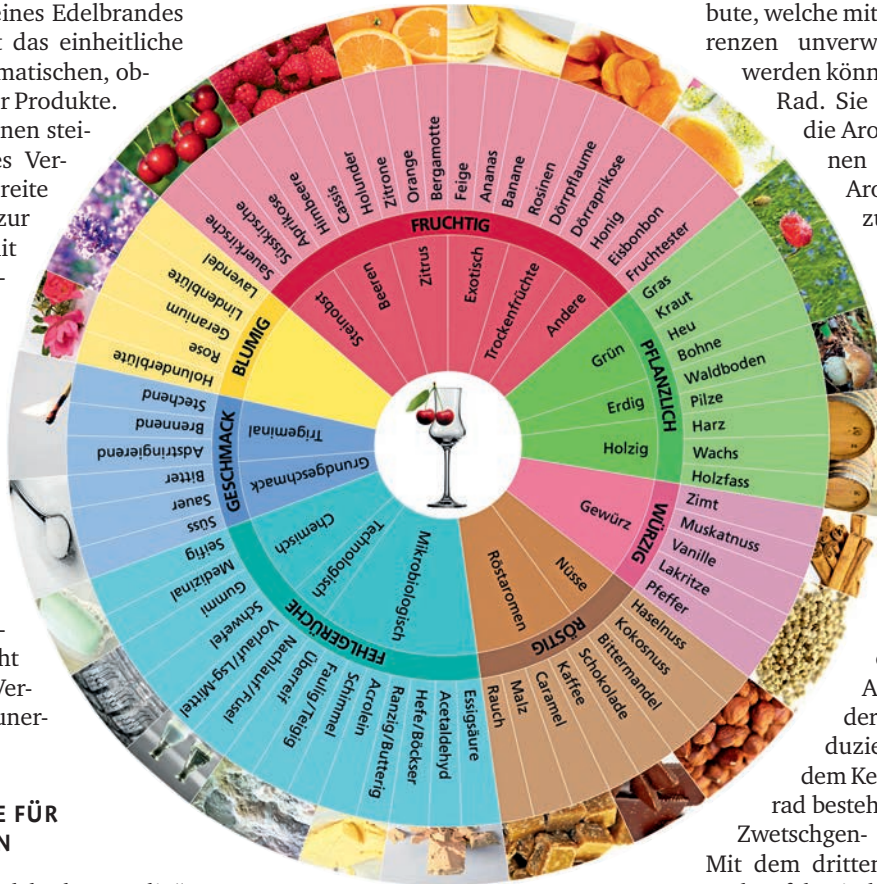 eines Edelbrandes
t das einheitliche
matischen, ob-
r Produkte.
nen stei-
es Ver-
reite
zur
it
-
-
ht
Ver-
uner-
E FÜR
N
bute, welche mit
renzen unverw
werden könn
Rad. Sie
die Aro
nen
Aro
zu
A
der
duzie
dem Ke
rad besteh
Zwetschgen-
Mit dem dritten
FRUCHTIG
Steinobst
Beeren
Zitrus
Exotisch
Trockenfrüchte
Andere
Sauerkirsche
Süsskirsche
Aprikose
Himbeere
Cassis
Holunder
Zitrone
Orange
Bergamotte
Feige
Ananas
Banane
Rosinen
Dörrpflaume
Dörraprikose
Honig
Eisbonbon
Fruchtester
PFLANZLICH
Grün
Erdig
Holzig
Gras
Kraut
Heu
Bohne
Waldboden
Pilze
Harz
Wachs
Holzfass
WÜRZIG
Gewürz
Zimt
Muskatnuss
Vanille
Lakritze
Pfeffer
RÖSTIG
Nüsse
Röstaromen
Haselnuss
Kokosnuss
Bittermandel
Schokolade
Kaffee
Caramel
Malz
Rauch
FEHLGERÜCHE
Mikrobiologisch
Technologisch
Chemisch
Essigsäure
Acetaldehyd
Hefe/Böckser
Ranzig/Butterig
Acrolein
Schimmel
Faulig/Teigig
Überreif
Nachlauf/Fusel
Vorlauf/Lsg-Mittel
Schwefel
Gummi
Medizinal
Seifig
GESCHMACK
Grundgeschmack
Trigeminal
Süss
Sauer
Bitter
Adstringierend
Brennend
Stechend
BLUMIG
Holunderblüte
Rose
Geranium
Lindenblüte
Lavendel